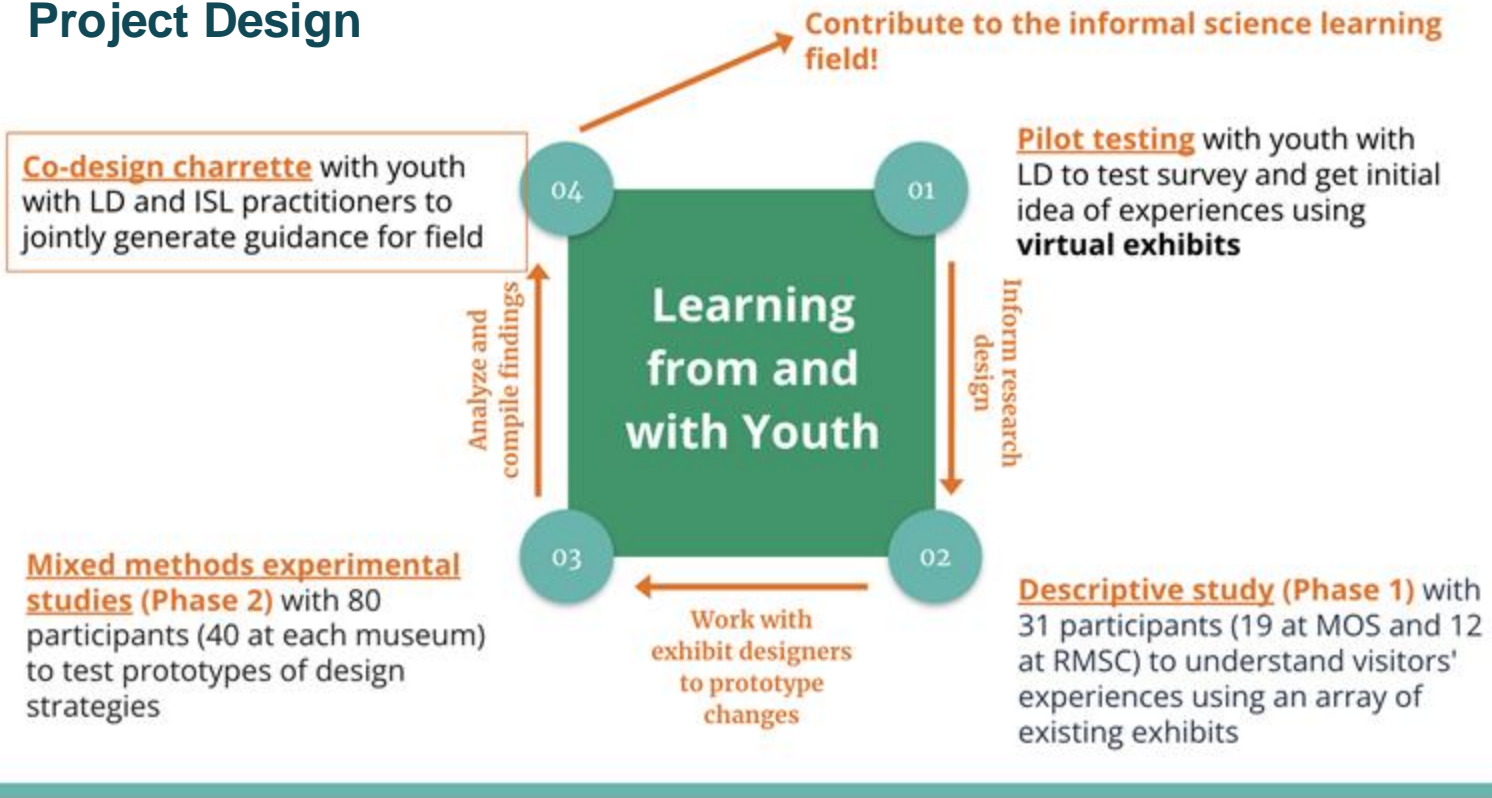 Project Design
Contribute to the informal science learning
field!
Co-design charrette with youth
with LD and ISL practitioners to
jointly generate guidance for field
04
01
Pilot testing with youth with
LD to test survey and get initial
idea of experiences using
virtual exhibits
Learning
from and
with Youth
Analyze and
compile findings
Inform research
design
03
02
Mixed methods experimental
studies (Phase 2) with 80
participants (40 at each museum)
to test prototypes of design
strategies
Work with
exhibit designers
to prototype
changes
Descriptive study (Phase 1) with
31 participants (19 at MOS and 12
at RMSC) to understand visitors'
experiences using an array of
existing exhibits